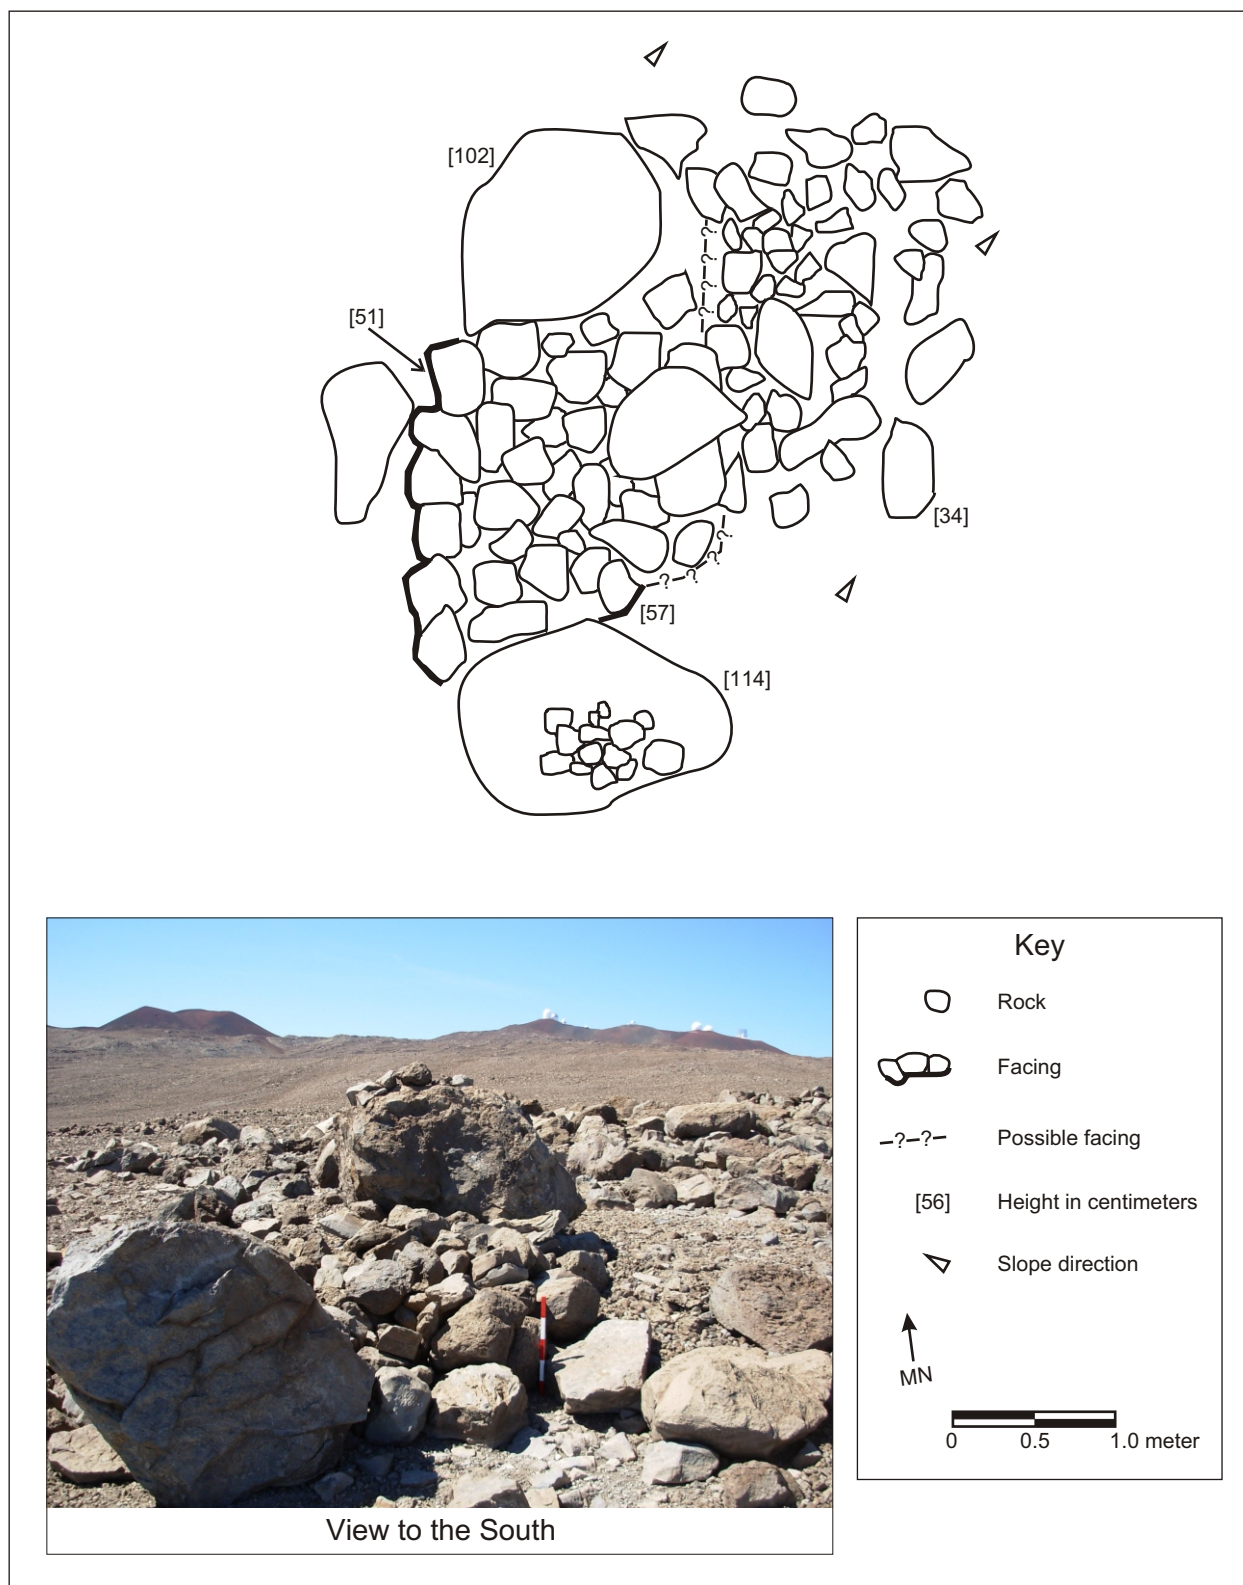 [102]
[51]
?
?
?
?
[34]
?
?
? ?
[57]
[114]
Key
Rock
Facing
–?–?– Possible facing
[56] Height in centimeters
Slope direction
MN
0 0.5 1.0 meter
View to the South